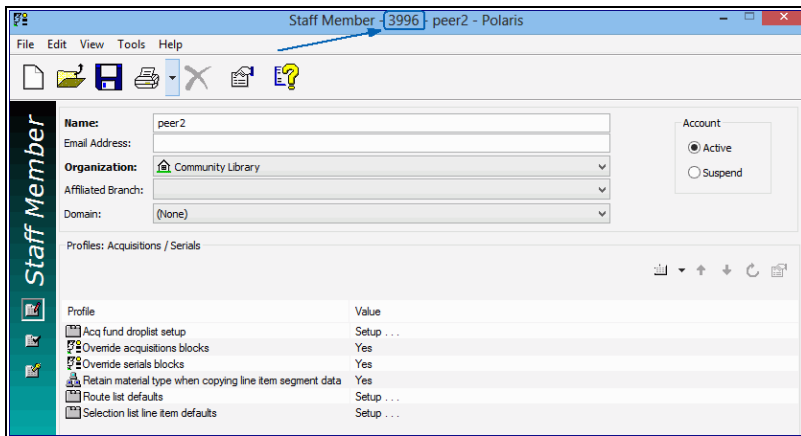 Staff Member - 3996 - peer2 - Polaris
File Edit View Tools Help
Staff Member
Name: peer2
Email Address:
Organization: Community Library
Affiliated Branch:
Domain: (None)
Account
Active
Suspend
Profiles: Acquisitions / Serials
Profile Value
Acq fund droplist setup Setup . . .
Override acquisitions blocks Yes
Override serials blocks Yes
Retain material type when copying line item segment data Yes
Route list defaults Setup . . .
Selection list line item defaults Setup . . .